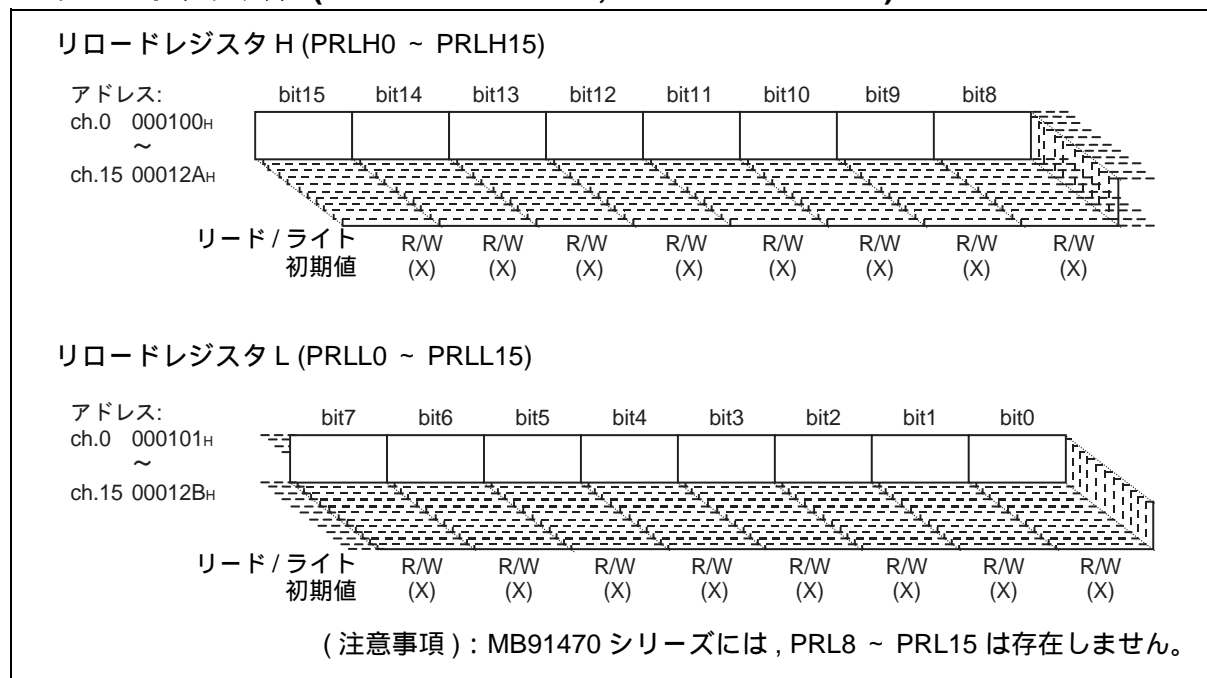 リロードレジスタ H (PRLH0 ~ PRLH15)
アドレス: bit15 bit14 bit13 bit12 bit11 bit10 bit9 bit8
ch.0 000100H
~
ch.15 00012AH
リード / ライト R/W R/W R/W R/W R/W R/W R/W R/W
初期値 (X) (X) (X) (X) (X) (X) (X) (X)
リロードレジスタ L (PRLL0 ~ PRLL15)
アドレス: bit7 bit6 bit5 bit4 bit3 bit2 bit1 bit0
ch.0 000101H
~
ch.15 00012BH
リード / ライト R/W R/W R/W R/W R/W R/W R/W R/W
初期値 (X) (X) (X) (X) (X) (X) (X) (X)
( 注意事項 ) : MB91470 シリーズには , PRL8 ~ PRL15 は存在しません。